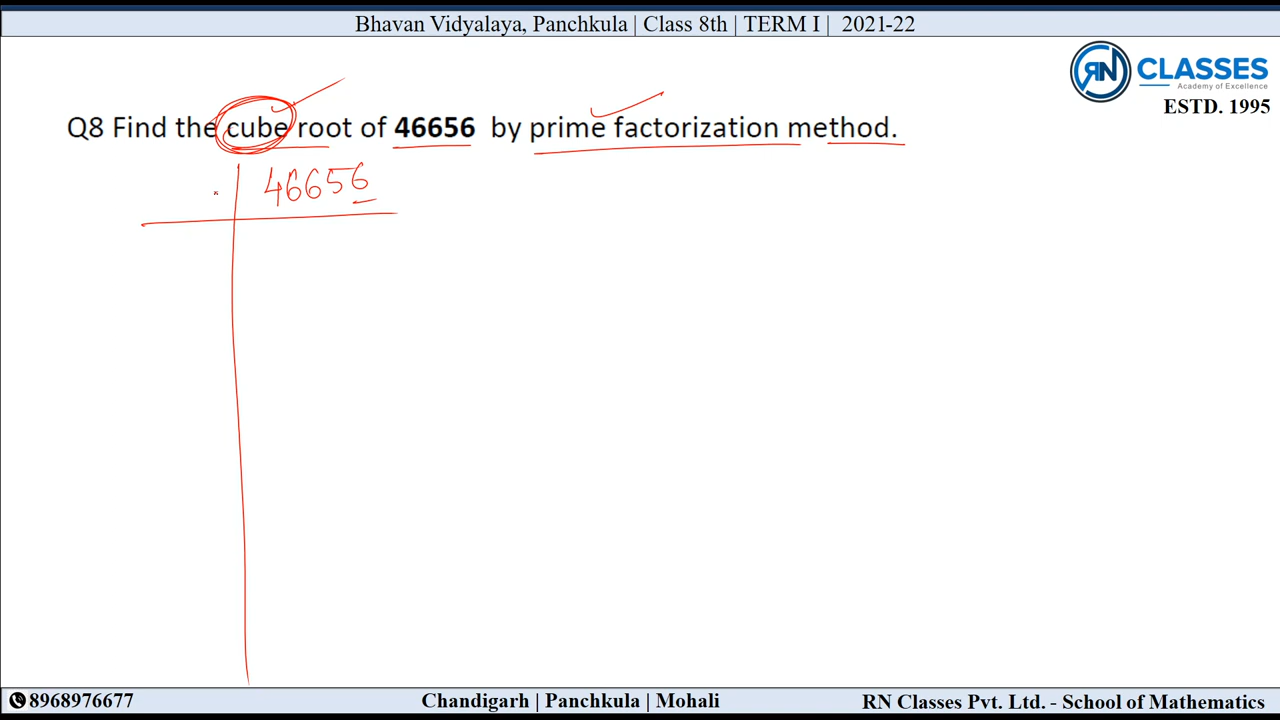 Bhavan Vidyalaya, Panchkula | Class 8th | TERM I | 2021-22
RN CLASSES
Academy of Excellence
ESTD. 1995
Q8 Find the cube root of 46656 by prime factorization method.
46656
8968976677
Chandigarh | Panchkula | Mohali
RN Classes Pvt. Ltd. - School of Mathematics